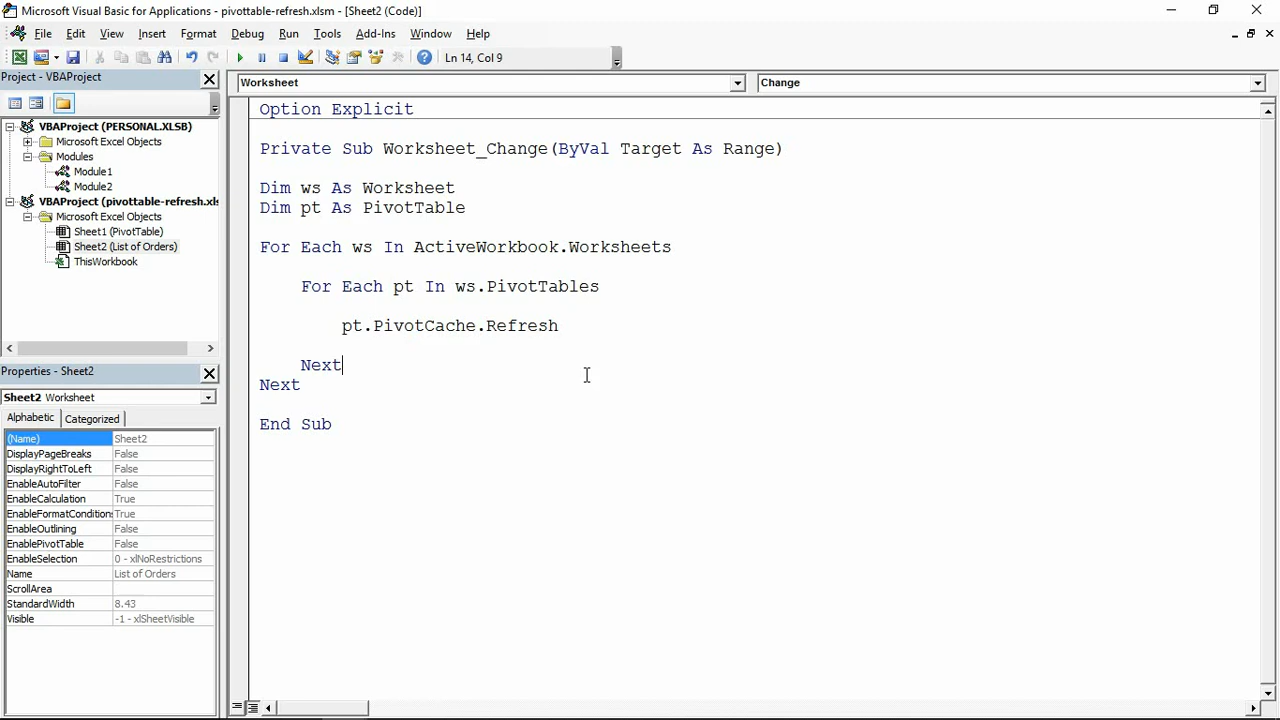 Microsoft Visual Basic for Applications - pivottable-refresh.xlsm - [Sheet2 (Code)]
File Edit View Insert Format Debug Run Tools Add-Ins Window Help
Ln 14, Col 9
Project - VBAProject
VBAProject (PERSONAL.XLSB)
Microsoft Excel Objects
Modules
Module1
Module2
VBAProject (pivottable-refresh.xls
Microsoft Excel Objects
Sheet1 (PivotTable)
Sheet2 (List of Orders)
ThisWorkbook
Properties - Sheet2
Sheet2 Worksheet
Alphabetic Categorized
(Name) Sheet2
DisplayPageBreaks False
DisplayRightToLeft False
EnableAutoFilter False
EnableCalculation True
EnableFormatConditions True
EnableOutlining False
EnablePivotTable False
EnableSelection 0 - xlNoRestrictions
Name List of Orders
ScrollArea
StandardWidth 8.43
Visible -1 - xlSheetVisible
Worksheet Change
Option Explicit
Private Sub Worksheet_Change(ByVal Target As Range)
Dim ws As Worksheet
Dim pt As PivotTable
For Each ws In ActiveWorkbook.Worksheets
For Each pt In ws.PivotTables
pt.PivotCache.Refresh
Next
Next
End Sub